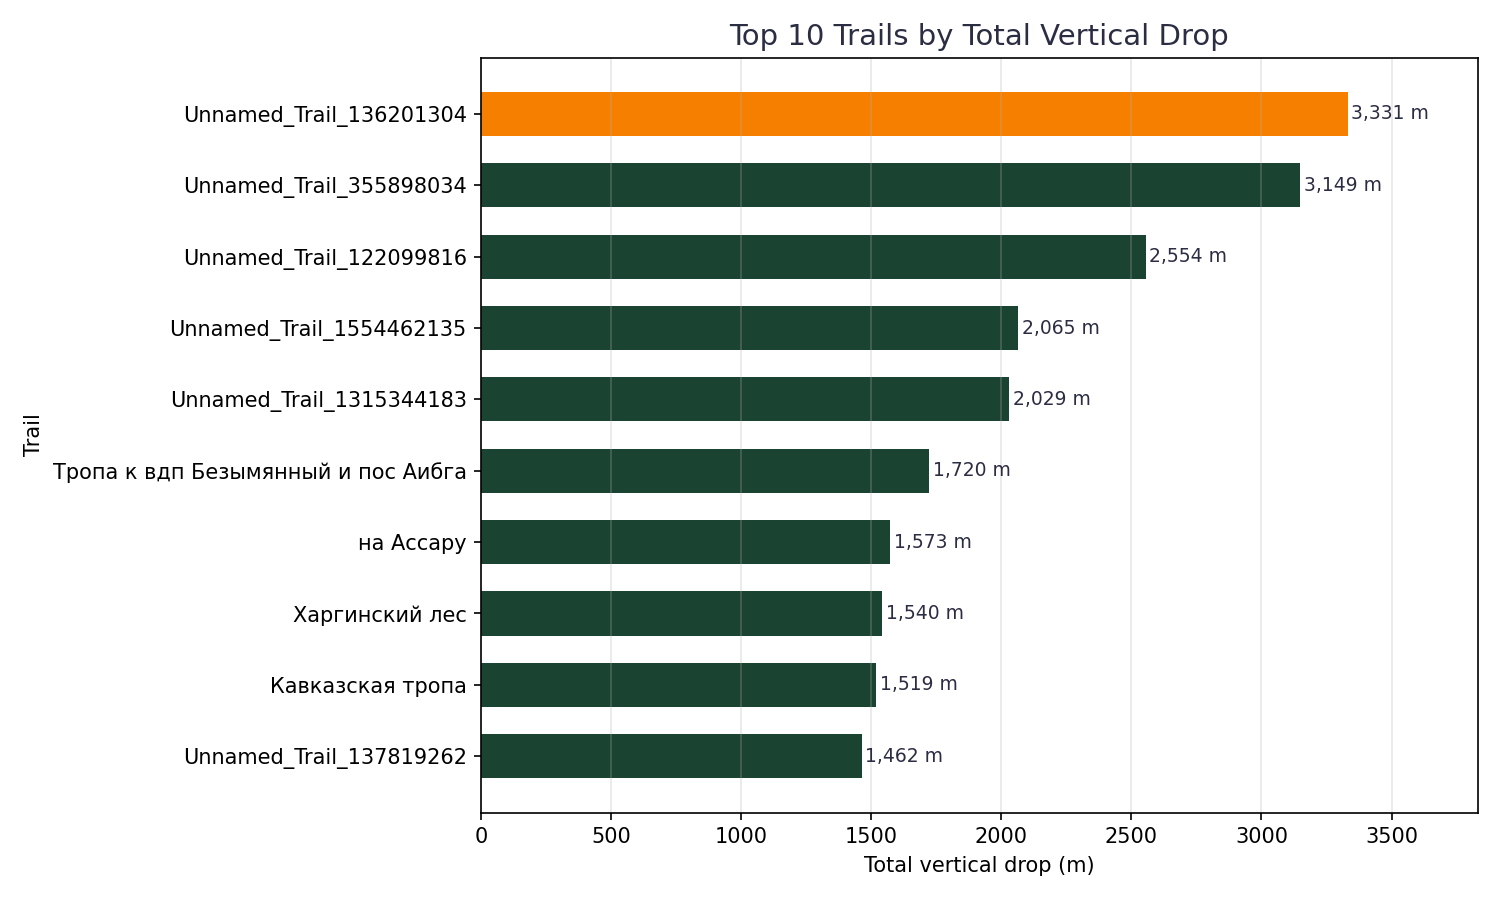 Top 10 Trails by Total Vertical Drop
Unnamed_Trail_136201304
3,331 m
Unnamed_Trail_355898034
3,149 m
Unnamed_Trail_122099816
2,554 m
Unnamed_Trail_1554462135
2,065 m
Unnamed_Trail_1315344183
2,029 m
Тропа к вдп Безымянный и пос Аибга
1,720 m
на Ассару
1,573 m
Харгинский лес
1,540 m
Кавказская тропа
1,519 m
Unnamed_Trail_137819262
1,462 m
Trail
0 500 1000 1500 2000 2500 3000 3500
Total vertical drop (m)